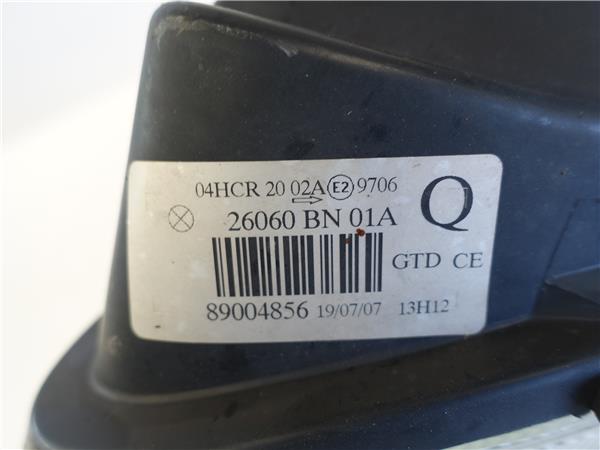 04HCR 20 02A E2 9706
26060 BN 01A Q
GTD CE
89004856 19/07/07 13H12